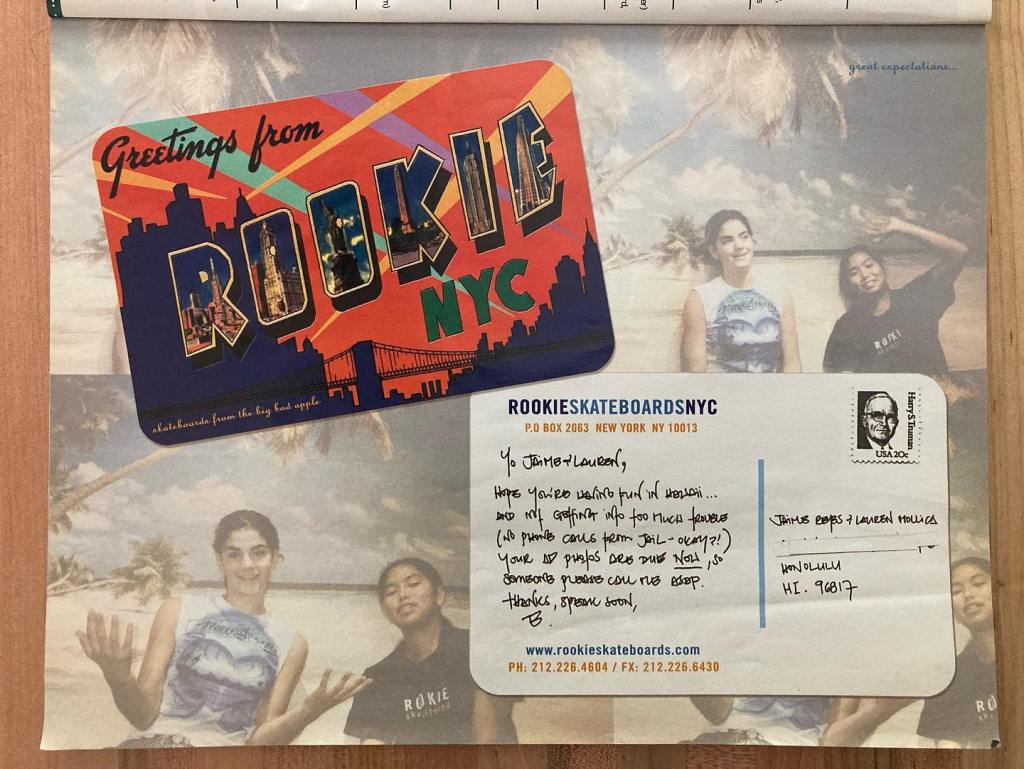 great expectations...
Greetings from
ROOKIE
NYC
skateboards from the big bad apple
ROOKIESKATEBOARDSNYC
P.O BOX 2063 NEW YORK NY 10013
Harry S. Truman
USA 20c
YO JAIME & LAUREN,
HOPE YOU'RE HAVING FUN IN HAWAII...
AND NOT GETTING INTO TOO MUCH TROUBLE
(NO PHONE CALLS FROM JAIL - OKAY?!)
YOUR AD PHOTOS ARE DUE NOW, SO
SOMEONE PLEASE CALL ME ASAP.
THANKS, SPEAK SOON,
JAIME REYES & LAUREN MOLLICA
HONOLULU
HI. 96817
www.rookieskateboards.com
PH: 212.226.4604 / FX: 212.226.6430
ROOKIE
skateboards